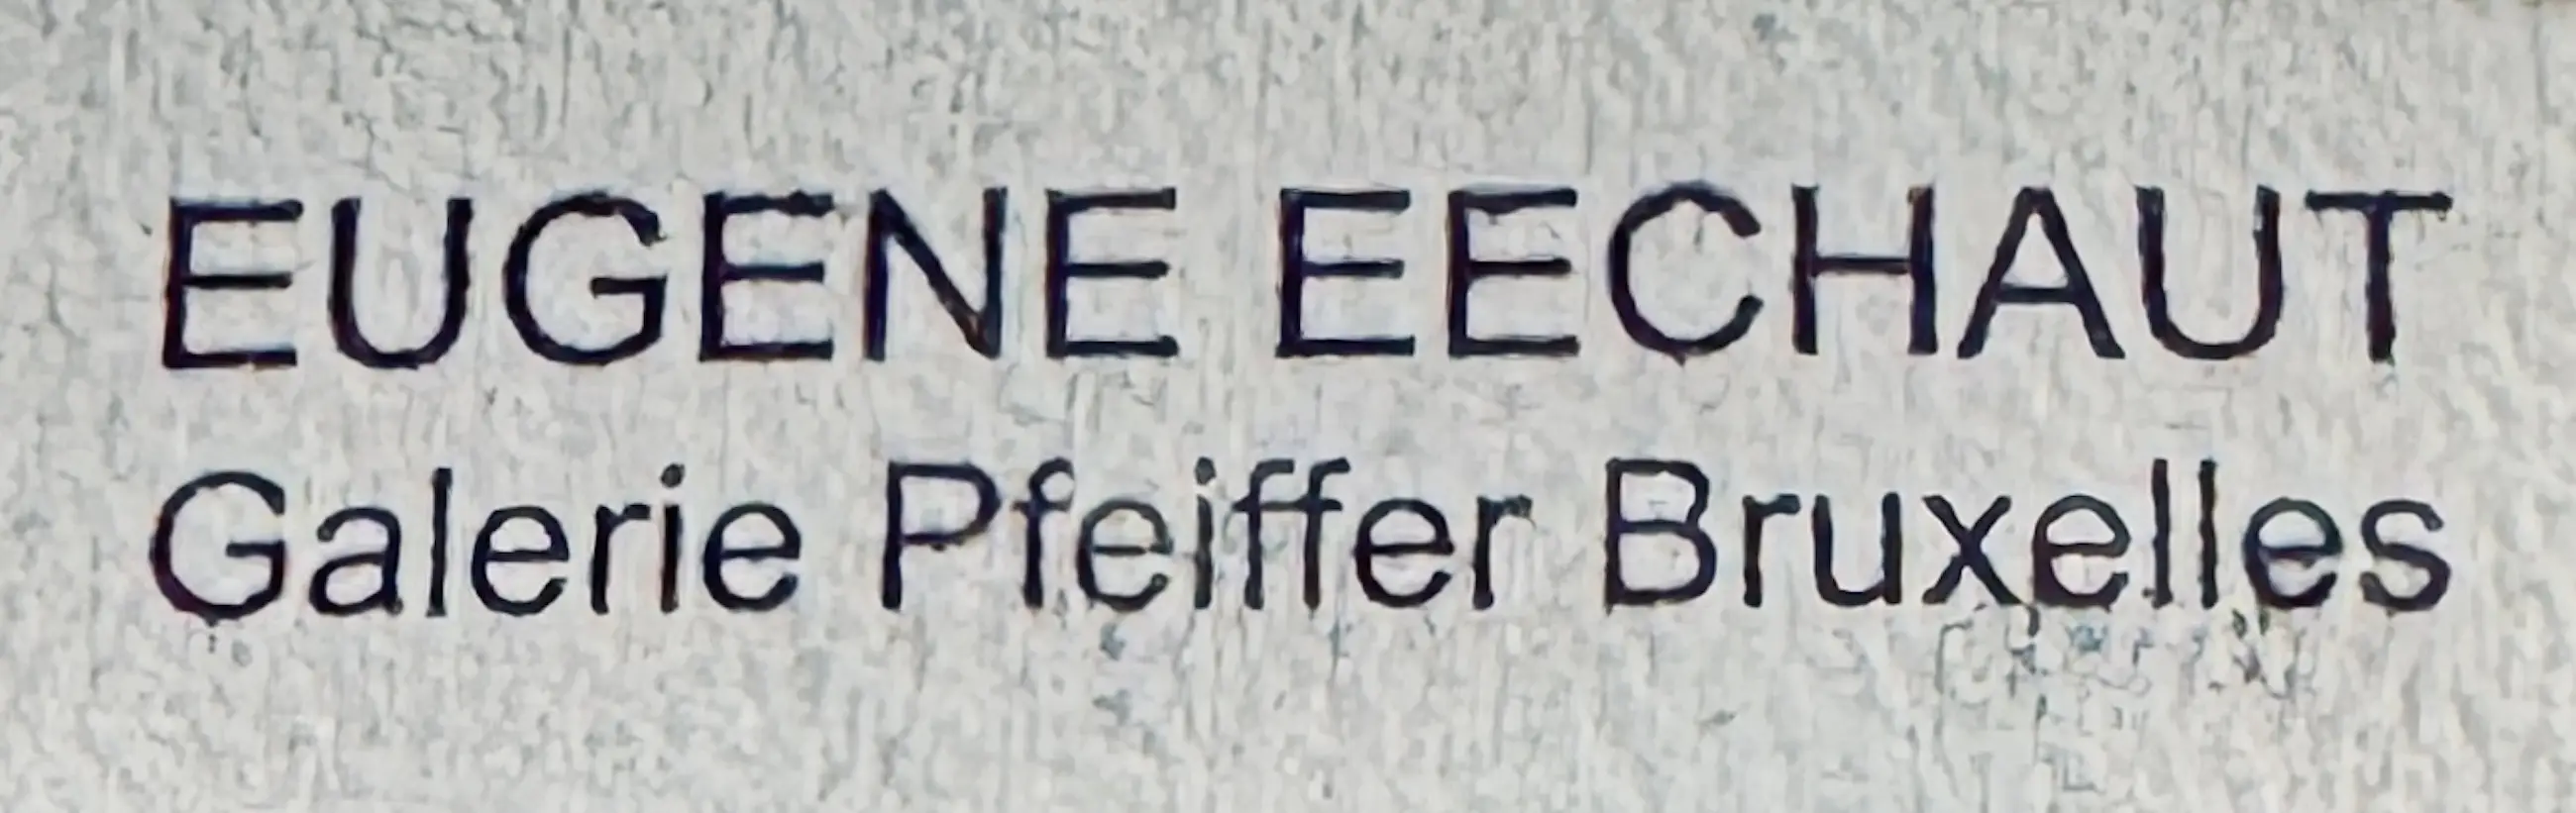 EUGENE EECHAUT
Galerie Pfeiffer Bruxelles